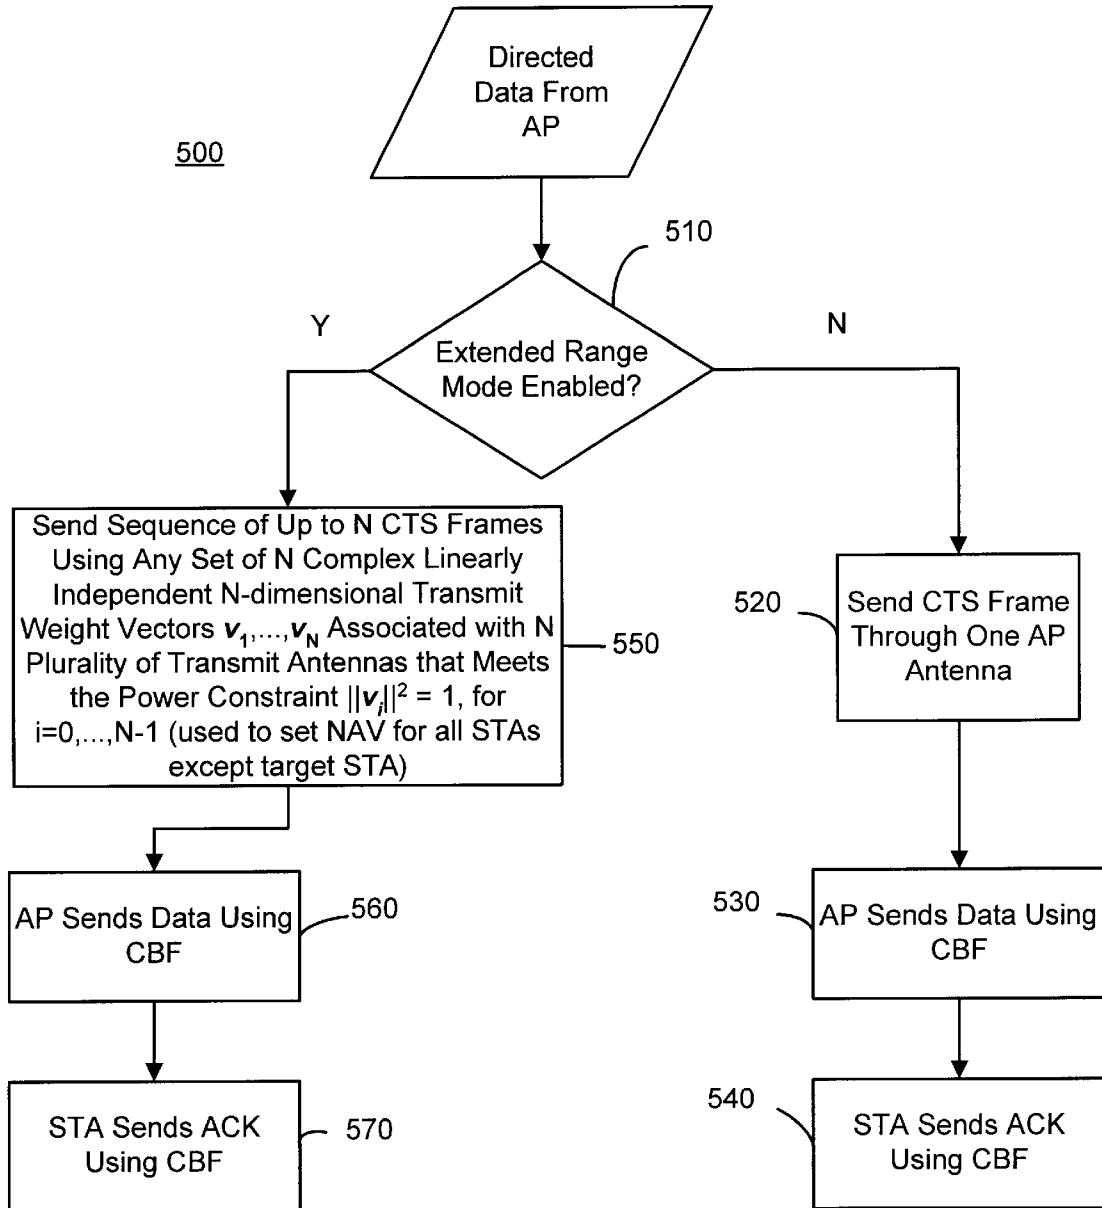 Directed
Data From
AP
500
510
Y
N
Extended Range
Mode Enabled?
Send Sequence of Up to N CTS Frames
Using Any Set of N Complex Linearly
Independent N-dimensional Transmit
Weight Vectors v₁,...,v_N Associated with N
Plurality of Transmit Antennas that Meets
the Power Constraint ||vᵢ||² = 1, for
i=0,...,N-1 (used to set NAV for all STAs
except target STA)
550
520
Send CTS Frame
Through One AP
Antenna
AP Sends Data Using
CBF
560
530
AP Sends Data Using
CBF
STA Sends ACK
Using CBF
570
540
STA Sends ACK
Using CBF